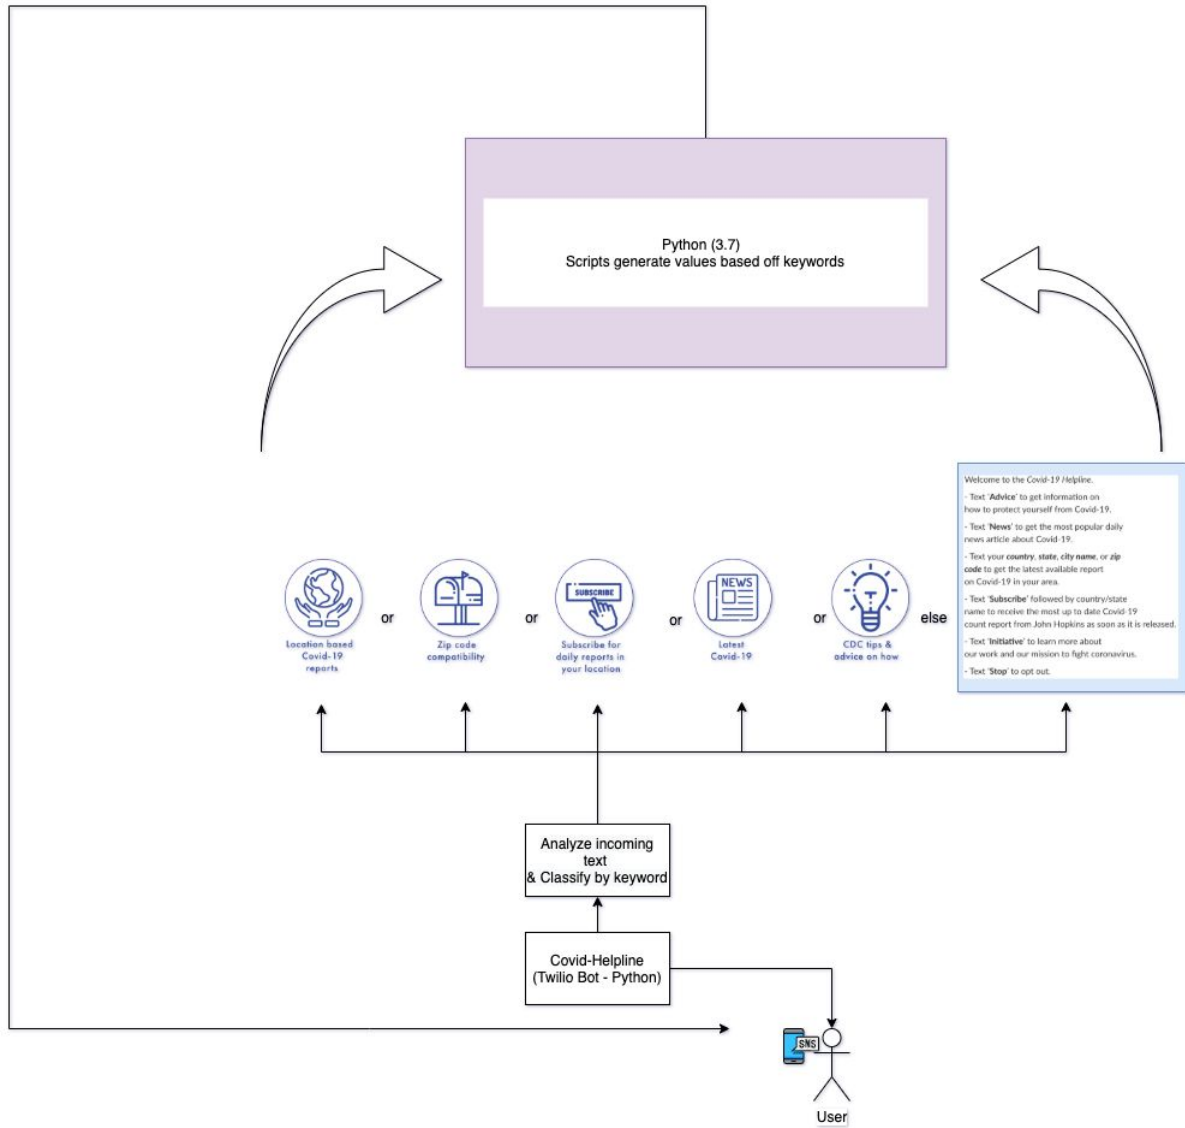 Python (3.7)
Scripts generate values based off keywords
Welcome to the Covid-19 Helpline.
- Text 'Advice' to get information on
how to protect yourself from Covid-19.
- Text 'News' to get the most popular daily
news article about Covid-19.
- Text your country, state, city name, or zip
code to get the latest available report
on Covid-19 in your area.
- Text 'Subscribe' followed by country/state
name to receive the most up to date Covid-19
count report from John Hopkins as soon as it is released.
- Text 'Initiative' to learn more about
our work and our mission to fight coronavirus.
- Text 'Stop' to opt out.
Location based
Covid-19
reports
or
Zip code
compatibility
or
SUBSCRIBE
Subscribe for
daily reports in
your location
or
NEWS
Latest
Covid-19
or
CDC tips &
advice on how
else
Analyze incoming
text
& Classify by keyword
Covid-Helpline
(Twilio Bot - Python)
SNS
User